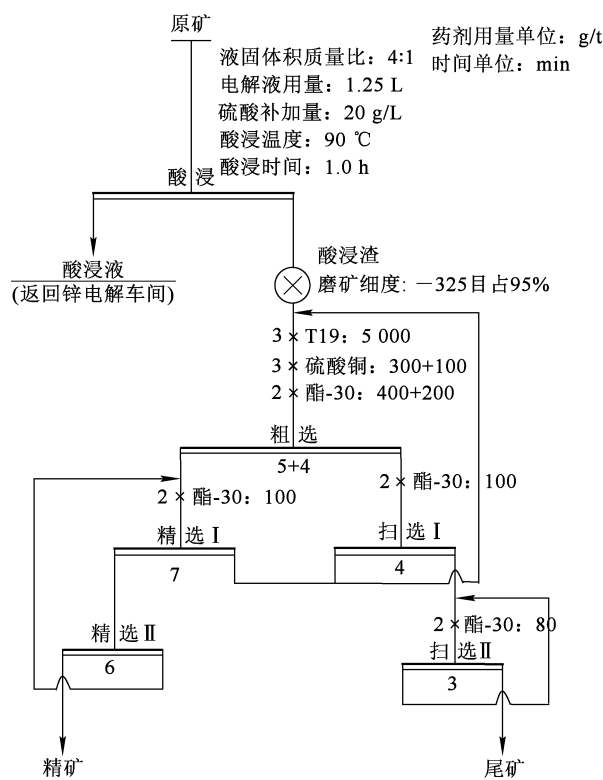 原矿
药剂用量单位：g/t
时间单位：min
液固体积质量比：4∶1
电解液用量：1.25 L
硫酸补加量：20 g/L
酸浸温度：90 ℃
酸浸时间：1.0 h
酸浸
酸浸液
(返回锌电解车间)
酸浸渣
磨矿细度：－325目占95%
3 × T19：5 000
3 × 硫酸铜：300+100
2 × 酯-30：400+200
粗选
5+4
2 × 酯-30：100
2 × 酯-30：100
精选Ⅰ
7
扫选Ⅰ
4
2 × 酯-30：80
精选Ⅱ
6
扫选Ⅱ
3
精矿
尾矿